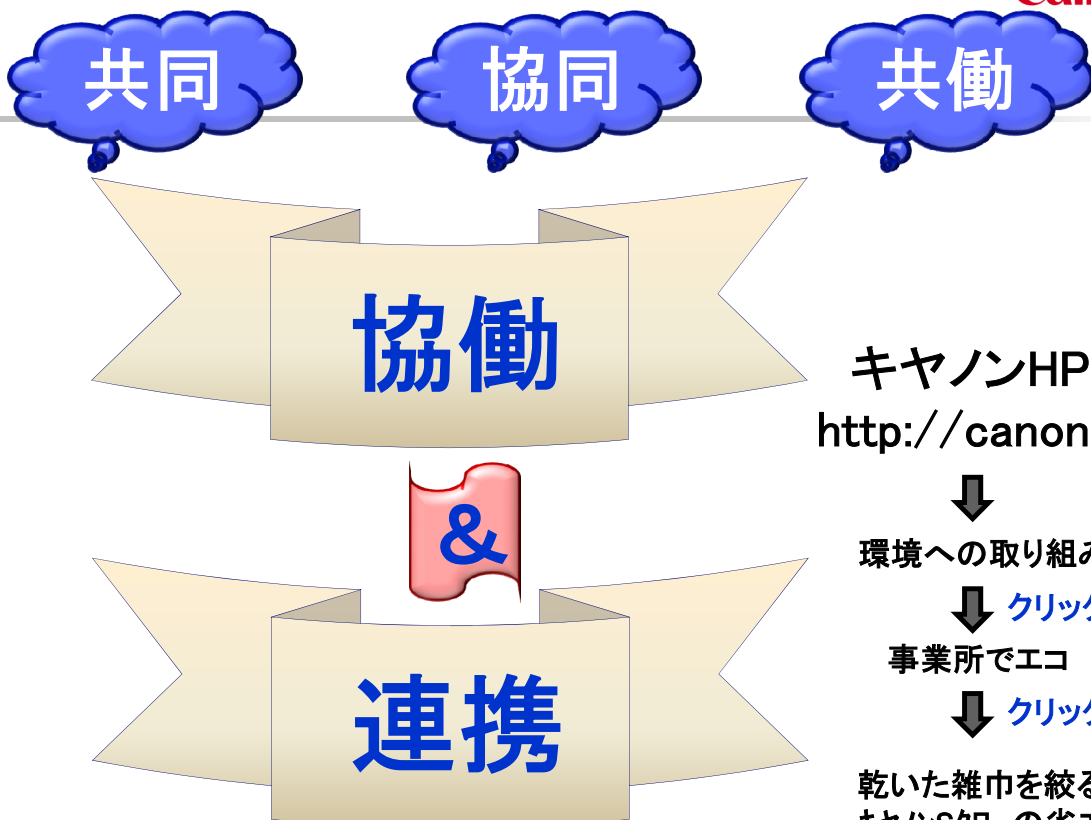 共同
協同
共働
協働
&
連携
キヤノンHP
http://canon
環境への取り組み
クリック
事業所でエコ
クリック
乾いた雑巾を絞る